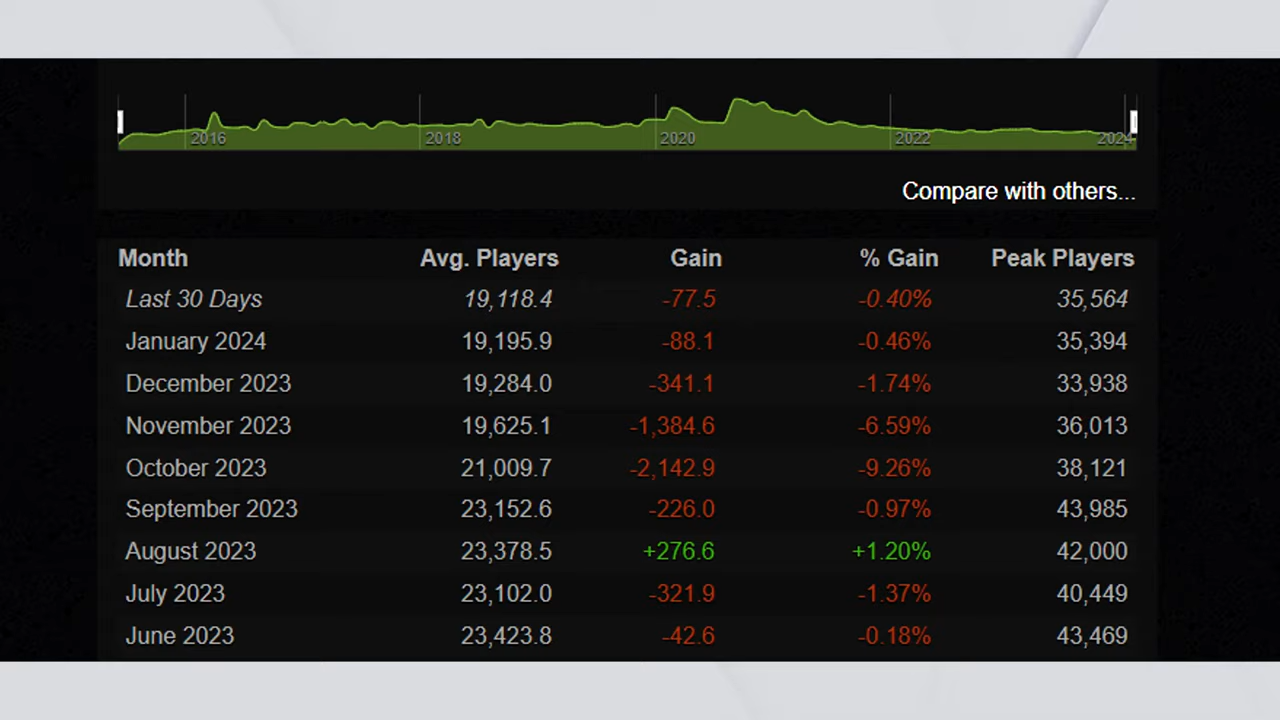 2016 2018 2020 2022 2024
Compare with others...
Month Avg. Players Gain % Gain Peak Players
Last 30 Days 19,118.4 -77.5 -0.40% 35,564
January 2024 19,195.9 -88.1 -0.46% 35,394
December 2023 19,284.0 -341.1 -1.74% 33,938
November 2023 19,625.1 -1,384.6 -6.59% 36,013
October 2023 21,009.7 -2,142.9 -9.26% 38,121
September 2023 23,152.6 -226.0 -0.97% 43,985
August 2023 23,378.5 +276.6 +1.20% 42,000
July 2023 23,102.0 -321.9 -1.37% 40,449
June 2023 23,423.8 -42.6 -0.18% 43,469